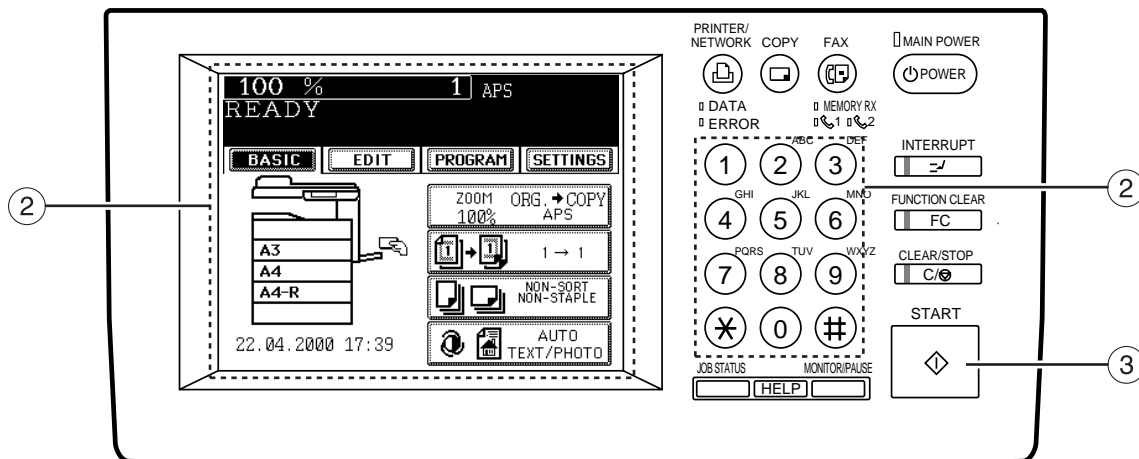 100 % 1 APS
READY
BASIC EDIT PROGRAM SETTINGS
ZOOM ORG.→COPY
100% APS
1 → 1
1 → 1
NON-SORT
NON-STAPLE
AUTO
TEXT/PHOTO
A3
A4
A4-R
22.04.2000 17:39
2
PRINTER/
NETWORK COPY FAX
MAIN POWER
POWER
DATA
ERROR
MEMORY RX
1 2
1 2 ABC 3 DEF
4 GHI 5 JKL 6 MNO
7 PQRS 8 TUV 9 WXYZ
* 0 #
JOB STATUS HELP MONITOR/PAUSE
INTERRUPT
FUNCTION CLEAR
FC
CLEAR/STOP
C/
START
2
3